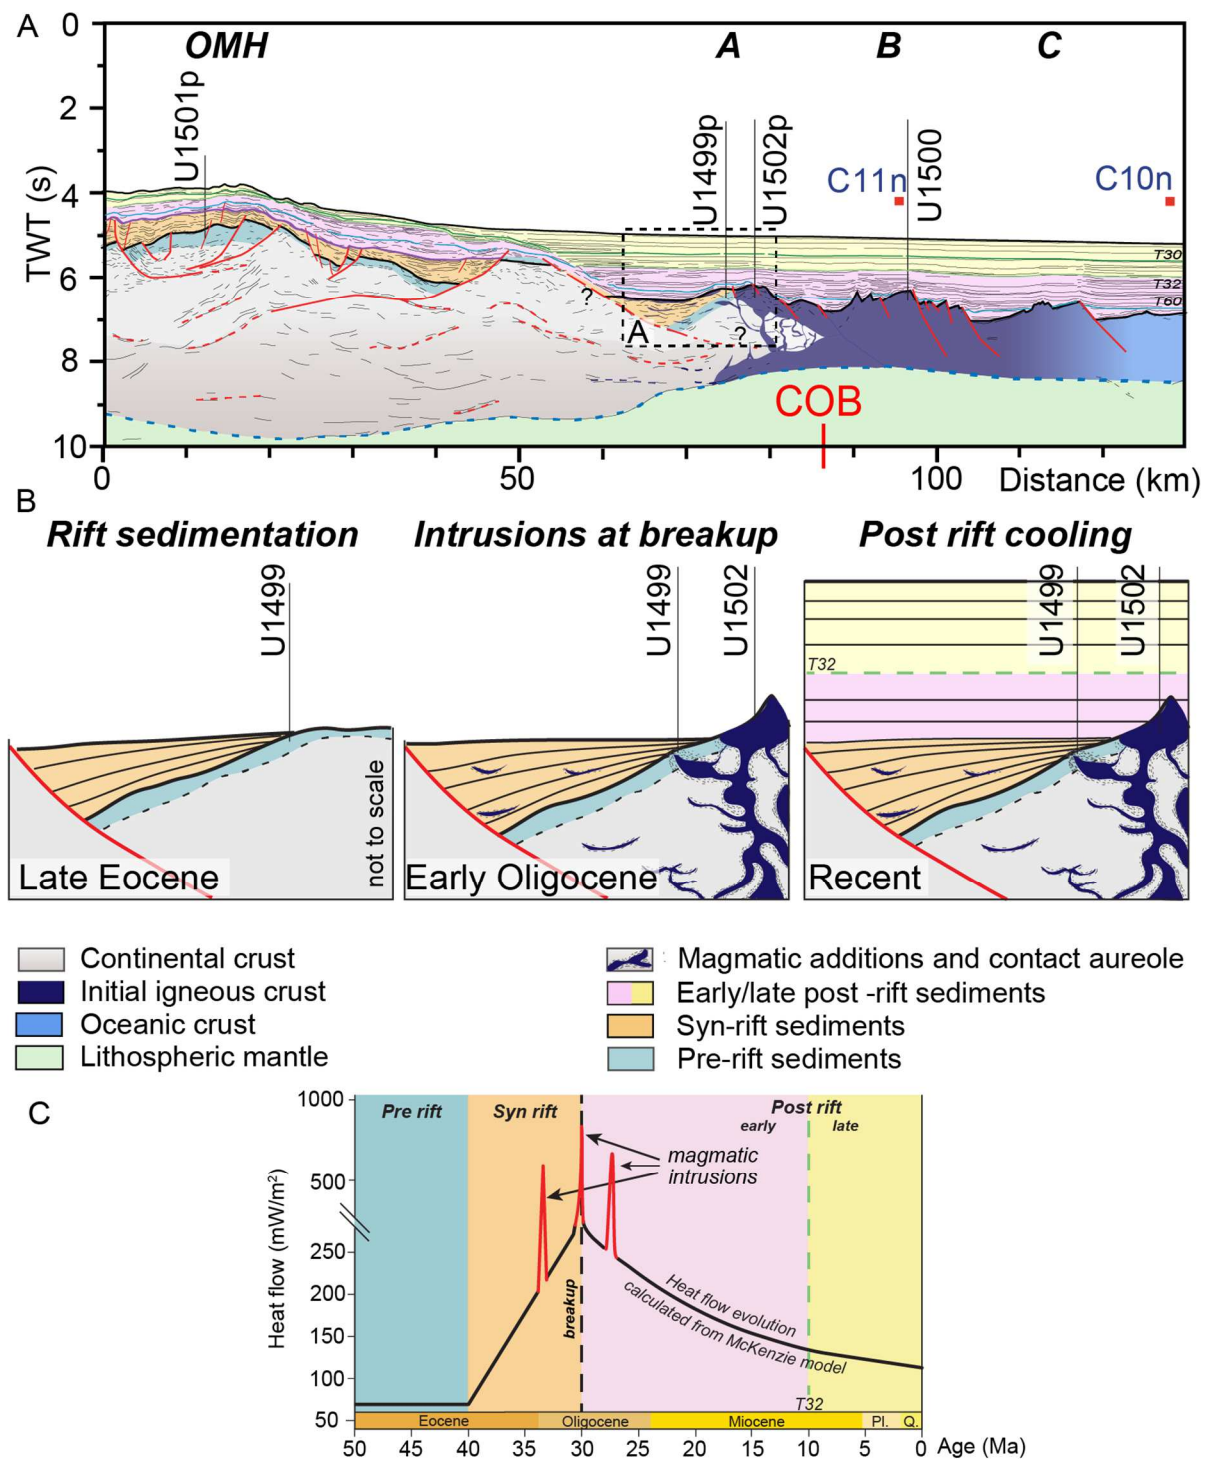 A
OMH
A
B
C
0
2
4
6
8
10
TWT (s)
U1501p
U1499p
U1502p
U1500
C11n
C10n
T30
T32
T60
?
A
?
COB
0
50
100
Distance (km)
B
Rift sedimentation
Intrusions at breakup
Post rift cooling
U1499
U1499
U1502
U1499
U1502
T32
not to scale
Late Eocene
Early Oligocene
Recent
Continental crust
Initial igneous crust
Oceanic crust
Lithospheric mantle
Magmatic additions and contact aureole
Early/late post -rift sediments
Syn-rift sediments
Pre-rift sediments
C
1000
500
250
200
150
100
50
Heat flow (mW/m²)
Pre rift
Syn rift
Post rift
early
late
magmatic
intrusions
breakup
Heat flow evolution
calculated from McKenzie model
T32
Eocene
Oligocene
Miocene
Pl.
Q.
50
45
40
35
30
25
20
15
10
5
0
Age (Ma)